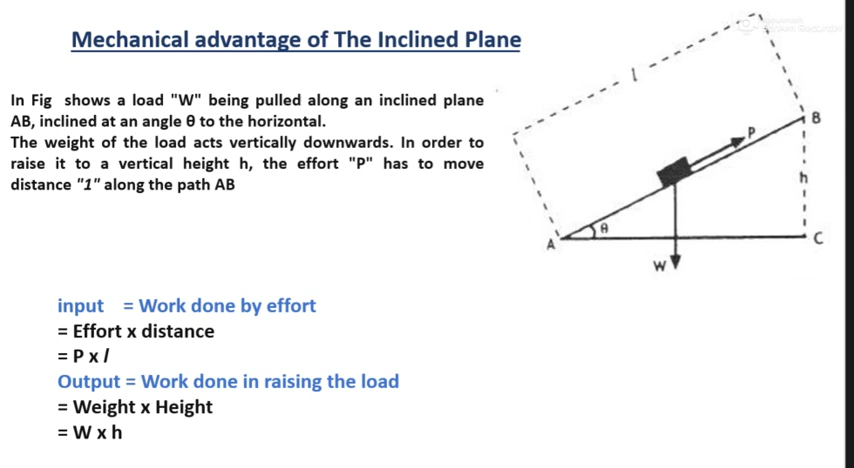 Mechanical advantage of The Inclined Plane
In Fig shows a load "W" being pulled along an inclined plane
AB, inclined at an angle θ to the horizontal.
The weight of the load acts vertically downwards. In order to
raise it to a vertical height h, the effort "P" has to move
distance "1" along the path AB
l
B
P
h
θ
A
C
W
input = Work done by effort
= Effort x distance
= P x l
Output = Work done in raising the load
= Weight x Height
= W x h